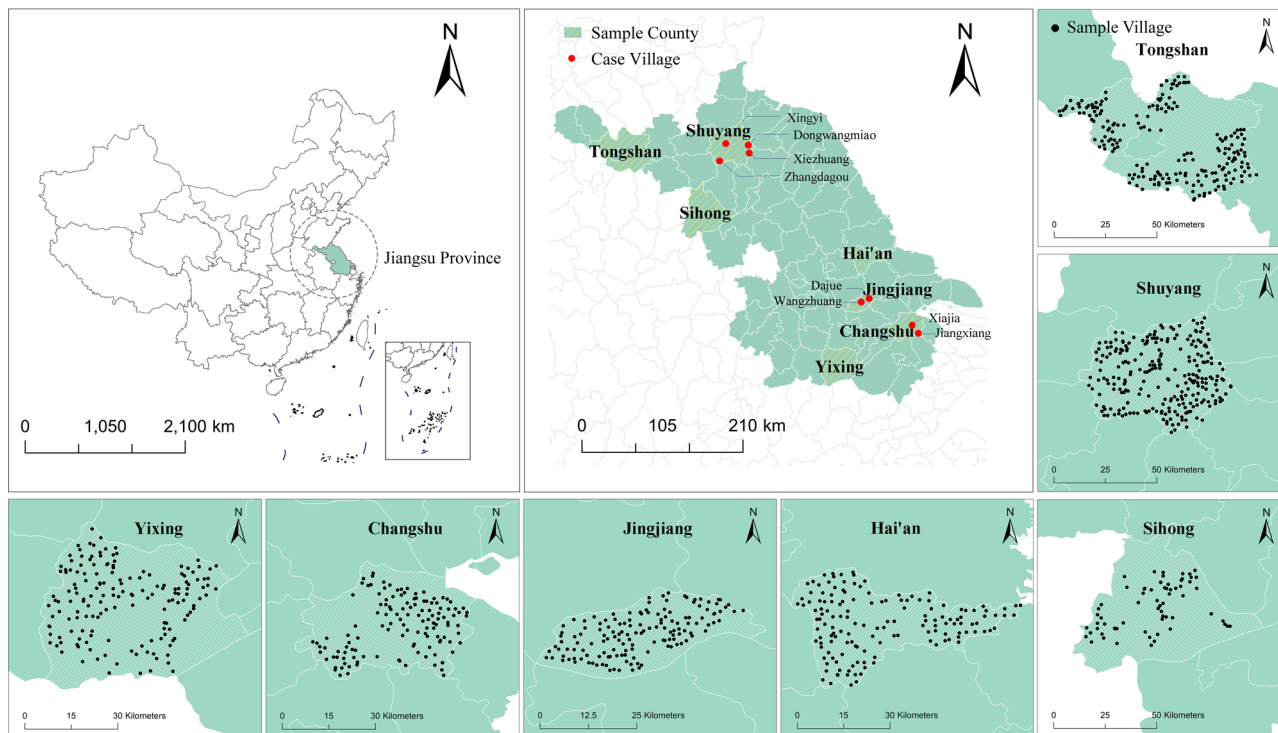 N
Jiangsu Province
0 1,050 2,100 km
N
Sample County
Case Village
Xingyi
Shuyang
Dongwangmiao
Tongshan
Xiezhuang
Zhangdagou
Sihong
Hai'an
Dajue
Jingjiang
Wangzhuang
Xiajia
Changshu
Jiangxiang
Yixing
0 105 210 km
Sample Village
N
Tongshan
0 25 50 Kilometers
N
Shuyang
0 25 50 Kilometers
Yixing
N
0 15 30 Kilometers
Changshu
N
0 15 30 Kilometers
Jingjiang
N
0 12.5 25 Kilometers
Hai'an
N
0 15 30 Kilometers
Sihong
N
0 25 50 Kilometers